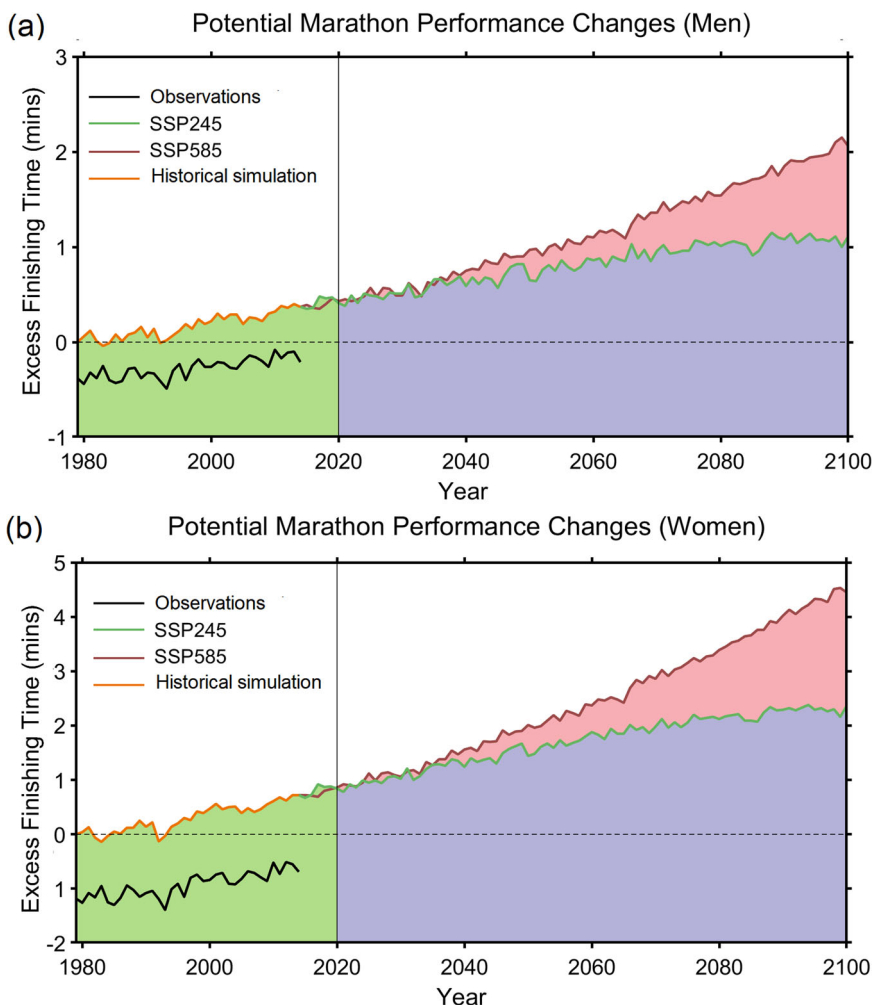 (a)
Potential Marathon Performance Changes (Men)
Excess Finishing Time (mins)
3
2
1
0
-1
Observations
SSP245
SSP585
Historical simulation
1980 2000 2020 2040 2060 2080 2100
Year
(b)
Potential Marathon Performance Changes (Women)
Excess Finishing Time (mins)
5
4
3
2
1
0
1
-2
Observations
SSP245
SSP585
Historical simulation
1980 2000 2020 2040 2060 2080 2100
Year